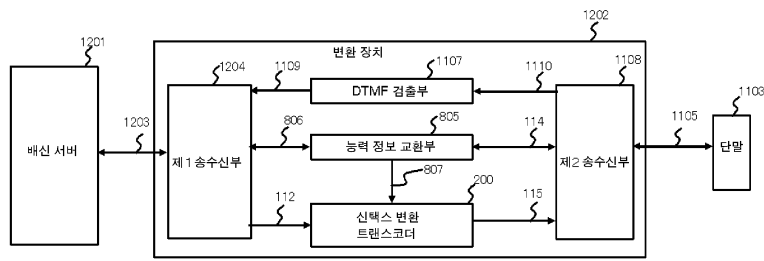 1202
1201
변환 장치
1204
1109
1107
1110
1108
DTMF 검출부
1103
1203
806
805
114
1105
배신 서버
제1 송수신부
능력 정보 교환부
제2 송수신부
단말
807
112
200
115
신택스 변환
트랜스코더